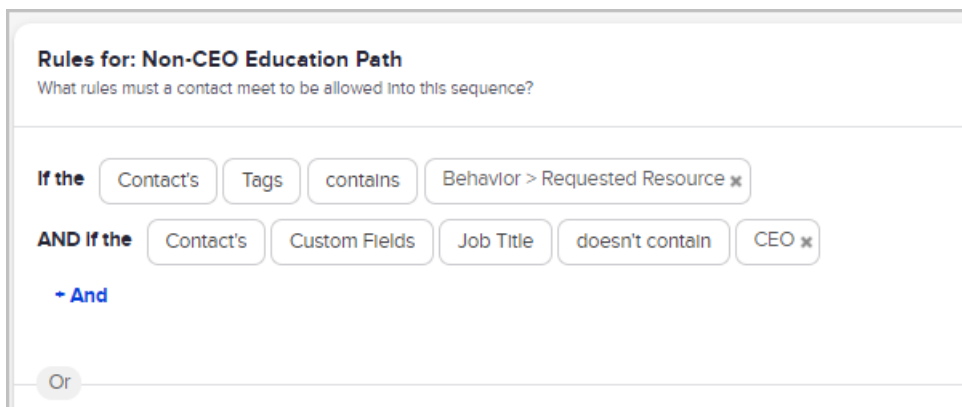 Rules for: Non-CEO Education Path
What rules must a contact meet to be allowed into this sequence?
If the Contact's Tags contains Behavior > Requested Resource ×
AND if the Contact's Custom Fields Job Title doesn't contain CEO ×
+ And
Or